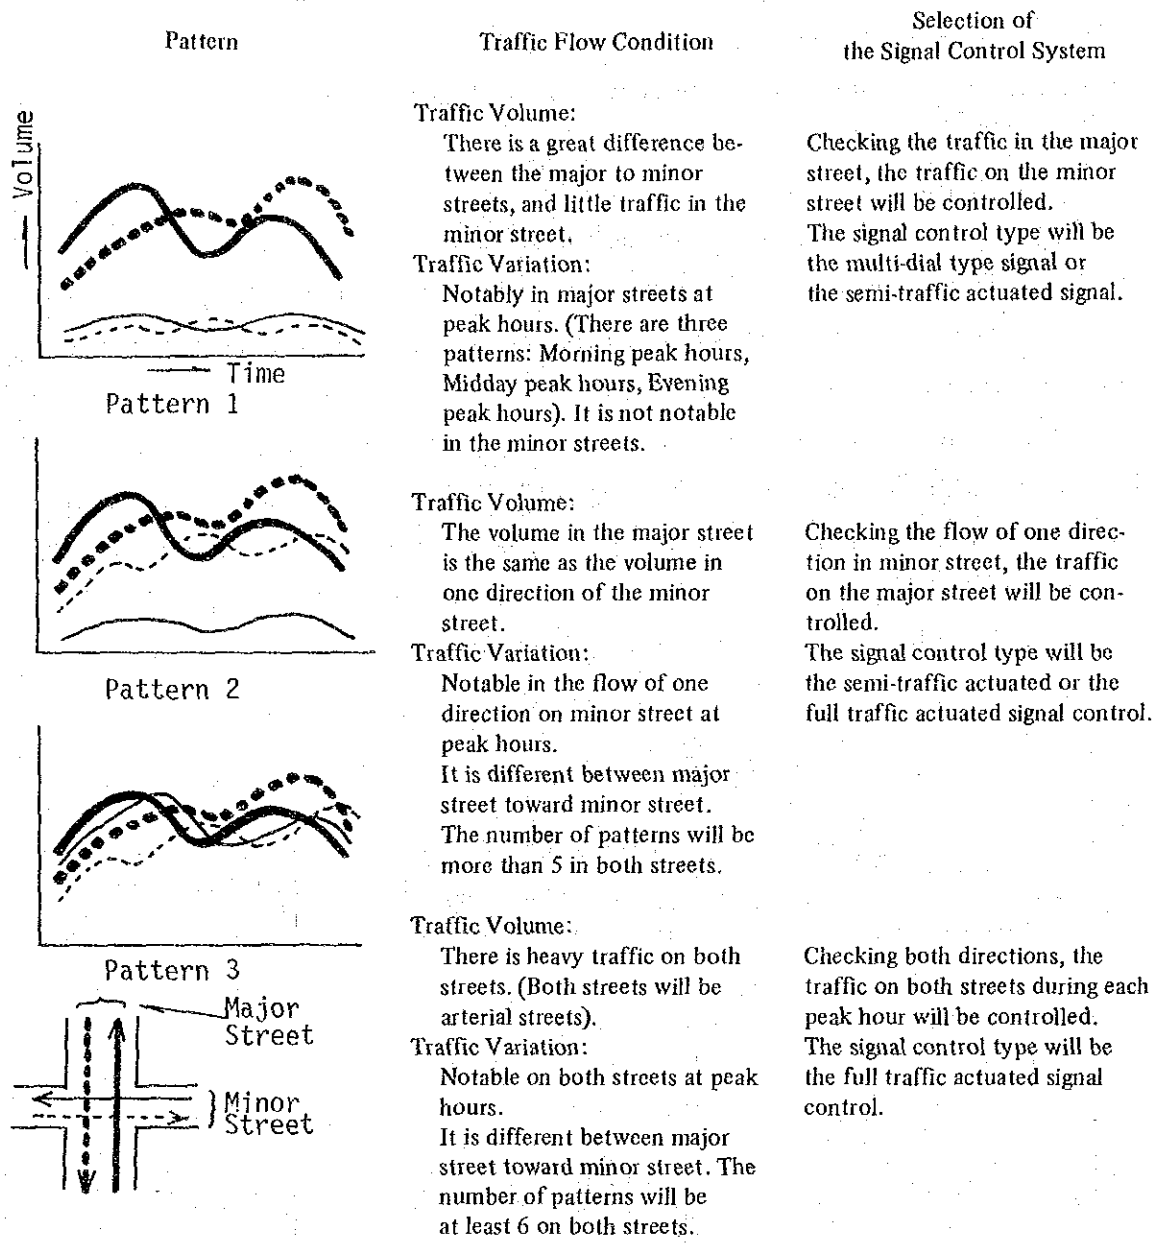 Pattern
Traffic Flow Condition
Selection of
the Signal Control System
Volume
Time
Pattern 1
Traffic Volume:
There is a great difference be-
tween the major to minor
streets, and little traffic in the
minor street.
Traffic Variation:
Notably in major streets at
peak hours. (There are three
patterns: Morning peak hours,
Midday peak hours, Evening
peak hours). It is not notable
in the minor streets.
Checking the traffic in the major
street, the traffic on the minor
street will be controlled.
The signal control type will be
the multi-dial type signal or
the semi-traffic actuated signal.
Pattern 2
Traffic Volume:
The volume in the major street
is the same as the volume in
one direction of the minor
street.
Traffic Variation:
Notable in the flow of one
direction on minor street at
peak hours.
It is different between major
street toward minor street.
The number of patterns will be
more than 5 in both streets.
Checking the flow of one direc-
tion in minor street, the traffic
on the major street will be con-
trolled.
The signal control type will be
the semi-traffic actuated or the
full traffic actuated signal control.
Pattern 3
Major
Street
Minor
Street
Traffic Volume:
There is heavy traffic on both
streets. (Both streets will be
arterial streets).
Traffic Variation:
Notable on both streets at peak
hours.
It is different between major
street toward minor street. The
number of patterns will be
at least 6 on both streets.
Checking both directions, the
traffic on both streets during each
peak hour will be controlled.
The signal control type will be
the full traffic actuated signal
control.